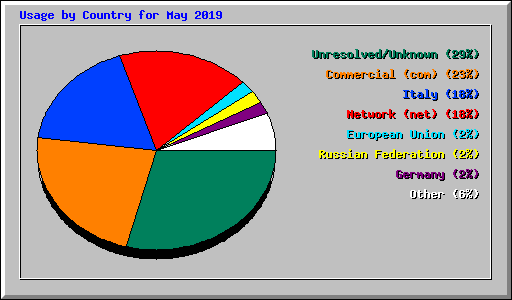 Usage by Country for May 2019
Unresolved/Unknown (29%)
Commercial (com) (23%)
Italy (18%)
Network (net) (18%)
European Union (2%)
Russian Federation (2%)
Germany (2%)
Other (6%)